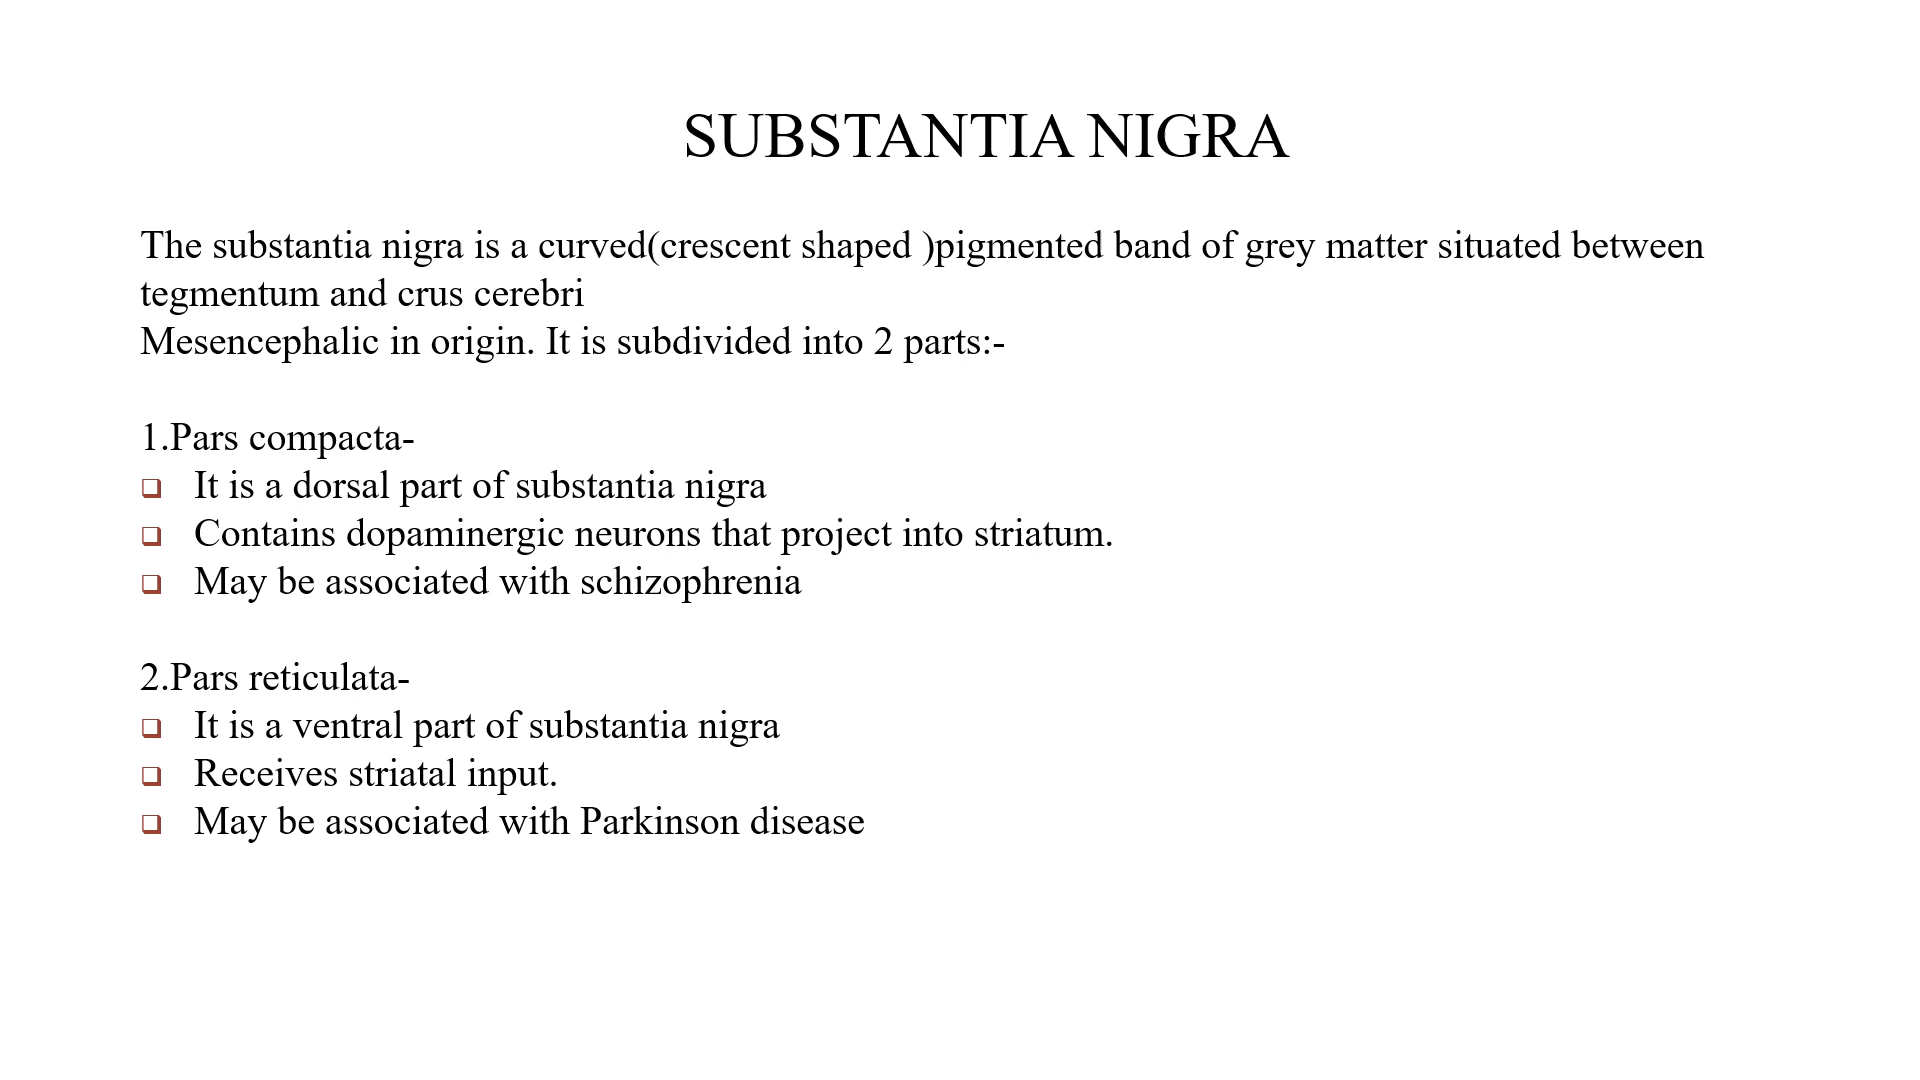 SUBSTANTIA NIGRA
The substantia nigra is a curved(crescent shaped )pigmented band of grey matter situated between
tegmentum and crus cerebri
Mesencephalic in origin. It is subdivided into 2 parts:-
1.Pars compacta-
❑ It is a dorsal part of substantia nigra
❑ Contains dopaminergic neurons that project into striatum.
❑ May be associated with schizophrenia
2.Pars reticulata-
❑ It is a ventral part of substantia nigra
❑ Receives striatal input.
❑ May be associated with Parkinson disease